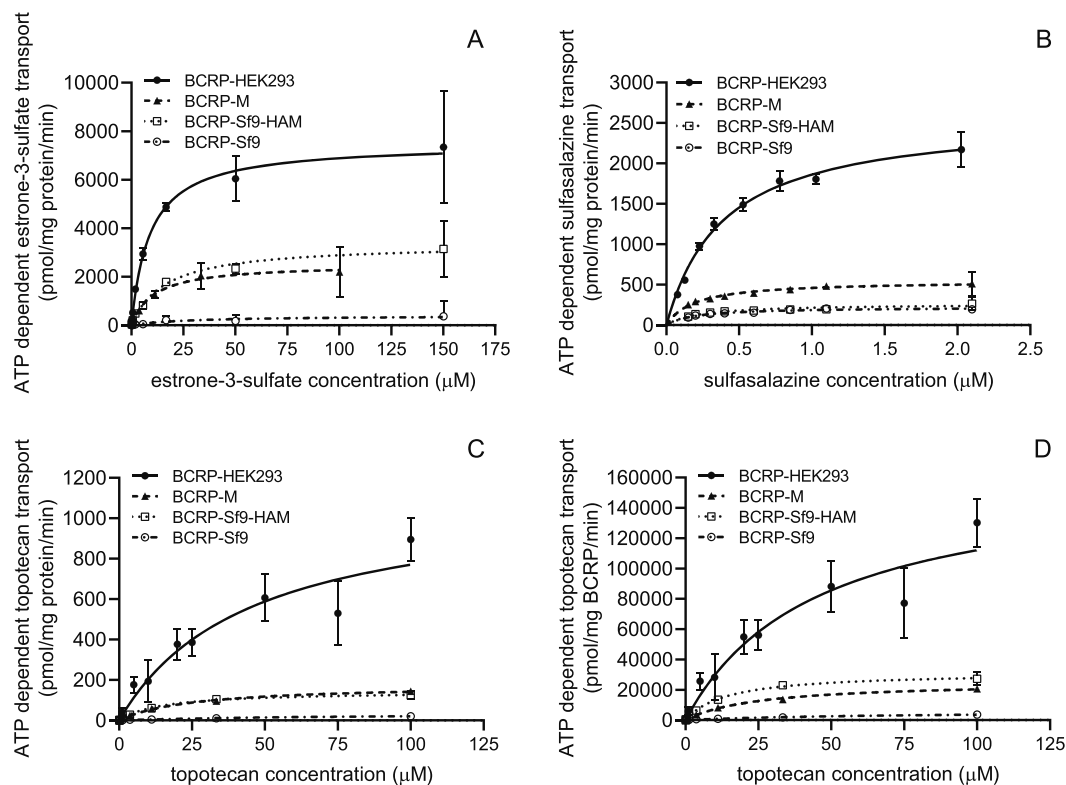 A
ATP dependent estrone-3-sulfate transport
(pmol/mg protein/min)
10000
8000
6000
4000
2000
0
BCRP-HEK293
BCRP-M
BCRP-Sf9-HAM
BCRP-Sf9
0 25 50 75 100 125 150 175
estrone-3-sulfate concentration (μM)
B
ATP dependent sulfasalazine transport
(pmol/mg protein/min)
3000
2500
2000
1500
1000
500
0
BCRP-HEK293
BCRP-M
BCRP-Sf9-HAM
BCRP-Sf9
0.0 0.5 1.0 1.5 2.0 2.5
sulfasalazine concentration (μM)
C
ATP dependent topotecan transport
(pmol/mg protein/min)
1200
1000
800
600
400
200
0
BCRP-HEK293
BCRP-M
BCRP-Sf9-HAM
BCRP-Sf9
0 25 50 75 100 125
topotecan concentration (μM)
D
ATP dependent topotecan transport
(pmol/mg BCRP/min)
160000
140000
120000
100000
80000
60000
40000
20000
0
BCRP-HEK293
BCRP-M
BCRP-Sf9-HAM
BCRP-Sf9
0 25 50 75 100 125
topotecan concentration (μM)